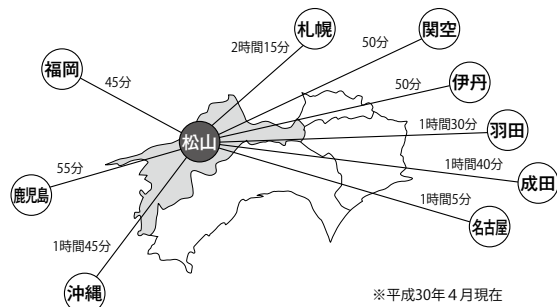 札幌
関空
2時間15分
50分
福岡
45分
伊丹
50分
羽田
1時間30分
松山
成田
1時間40分
55分
鹿児島
1時間5分
名古屋
1時間45分
沖縄
※平成30年4月現在